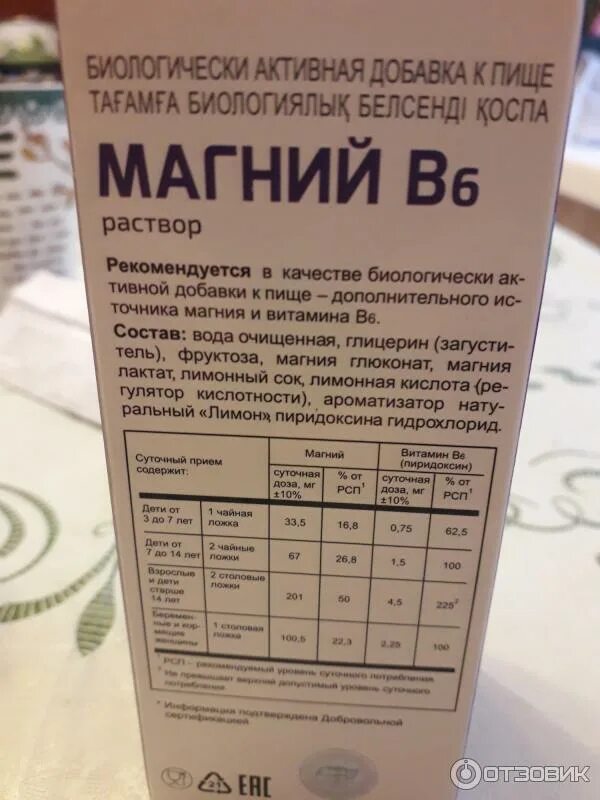 БИОЛОГИЧЕСКИ АКТИВНАЯ ДОБАВКА К ПИЩЕ
ТАҒАМҒА БИОЛОГИЯЛЫҚ БЕЛСЕНДІ ҚОСПА
МАГНИЙ В6
раствор
Рекомендуется в качестве биологически ак-
тивной добавки к пище – дополнительного ис-
точника магния и витамина В6.
Состав: вода очищенная, глицерин (загусти-
тель), фруктоза, магния глюконат, магния
лактат, лимонный сок, лимонная кислота (ре-
гулятор кислотности), ароматизатор нату-
ральный «Лимон», пиридоксина гидрохлорид.
Суточный прием содержит: Магний Витамин В6 (пиридоксин)
суточная доза, мг ±10% % от РСП¹ суточная доза, мг ±10% % от РСП¹
Дети от 3 до 7 лет 1 чайная ложка 33,5 16,8 0,75 62,5
Дети от 7 до 14 лет 2 чайные ложки 67 26,8 1,5 100
Взрослые и дети старше 14 лет 2 столовые ложки 201 50 4,5 225²
Беремен- ные и кор- мящие женщины 1 столовая ложка 100,5 22,3 2,25 100
¹ РСП – рекомендуемый уровень суточного потребления
² Не превышает верхний допустимый уровень суточного
потребления.
Информация подтверждена Добровольной
сертификацией.
21
EAC
ОТЗОВИК